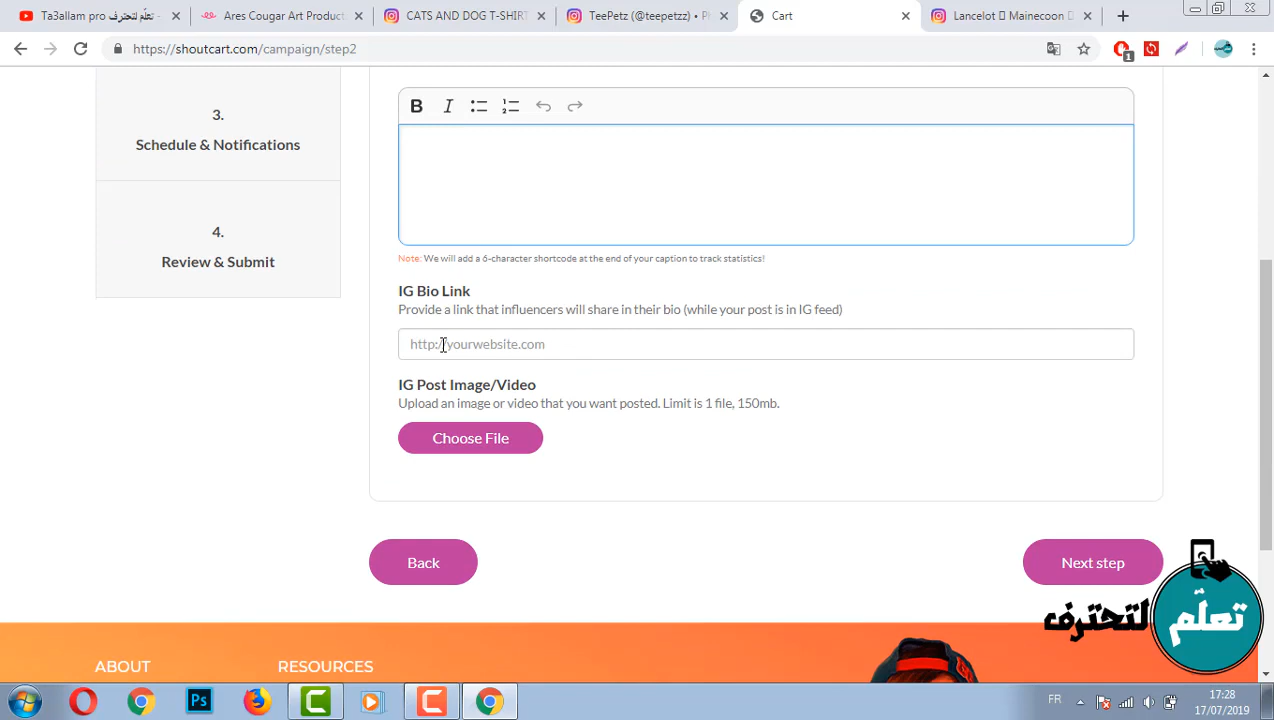 Ta3allam pro - تعلّم لتحترف
Ares Cougar Art Product
CATS AND DOG T-SHIRT
TeePetz (@teepetzz) • P
Cart
Lancelot Mainecoon
https://shoutcart.com/campaign/step2
1
3.
Schedule & Notifications
4.
Review & Submit
B I
Note: We will add a 6-character shortcode at the end of your caption to track statistics!
IG Bio Link
Provide a link that influencers will share in their bio (while your post is in IG feed)
http://yourwebsite.com
IG Post Image/Video
Upload an image or video that you want posted. Limit is 1 file, 150mb.
Choose File
Back
Next step
تعلّم
لتحترف
ABOUT
RESOURCES
Ps
FR
17:28
17/07/2019